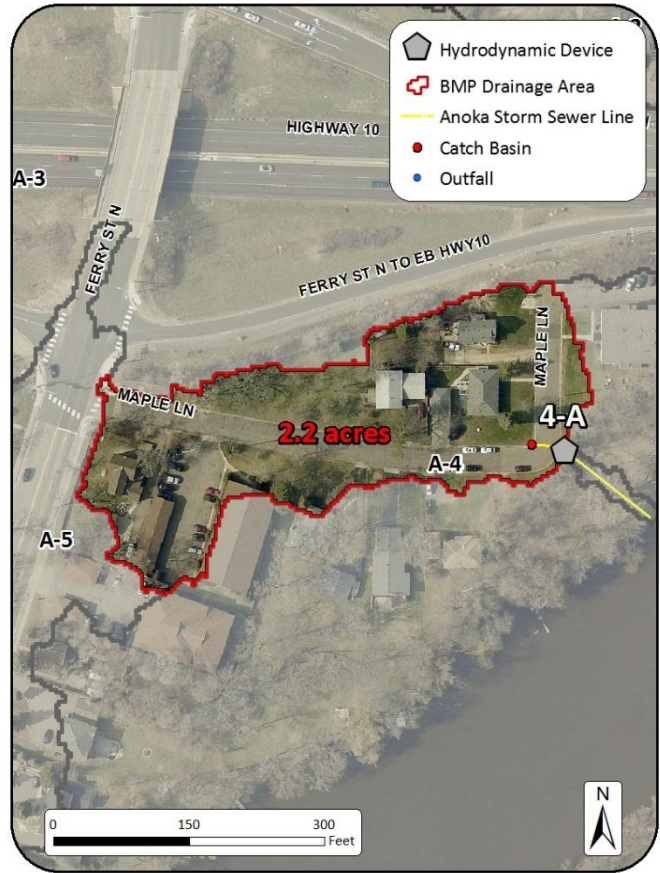 Hydrodynamic Device
BMP Drainage Area
Anoka Storm Sewer Line
Catch Basin
Outfall
HIGHWAY 10
A-3
FERRY ST N
FERRY ST N TO EB HWY10
MAPLE LN
MAPLE LN
4-A
2.2 acres
A-4
A-5
0 150 300
Feet
N